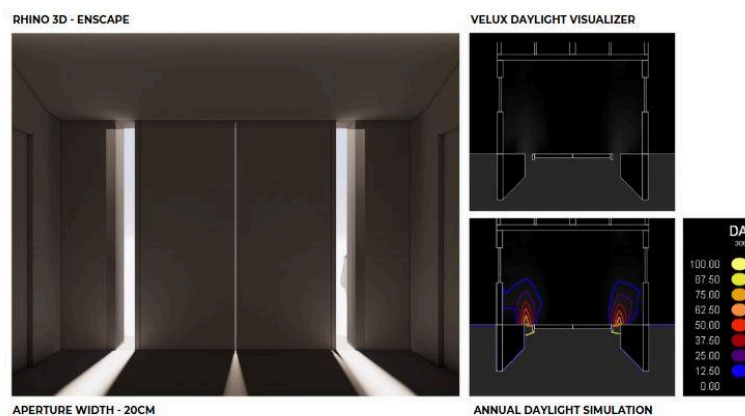 RHINO 3D - ENSCAPE
VELUX DAYLIGHT VISUALIZER
DA
300
100.00
87.50
75.00
62.50
50.00
37.50
25.00
12.50
0.00
APERTURE WIDTH - 20CM
ANNUAL DAYLIGHT SIMULATION